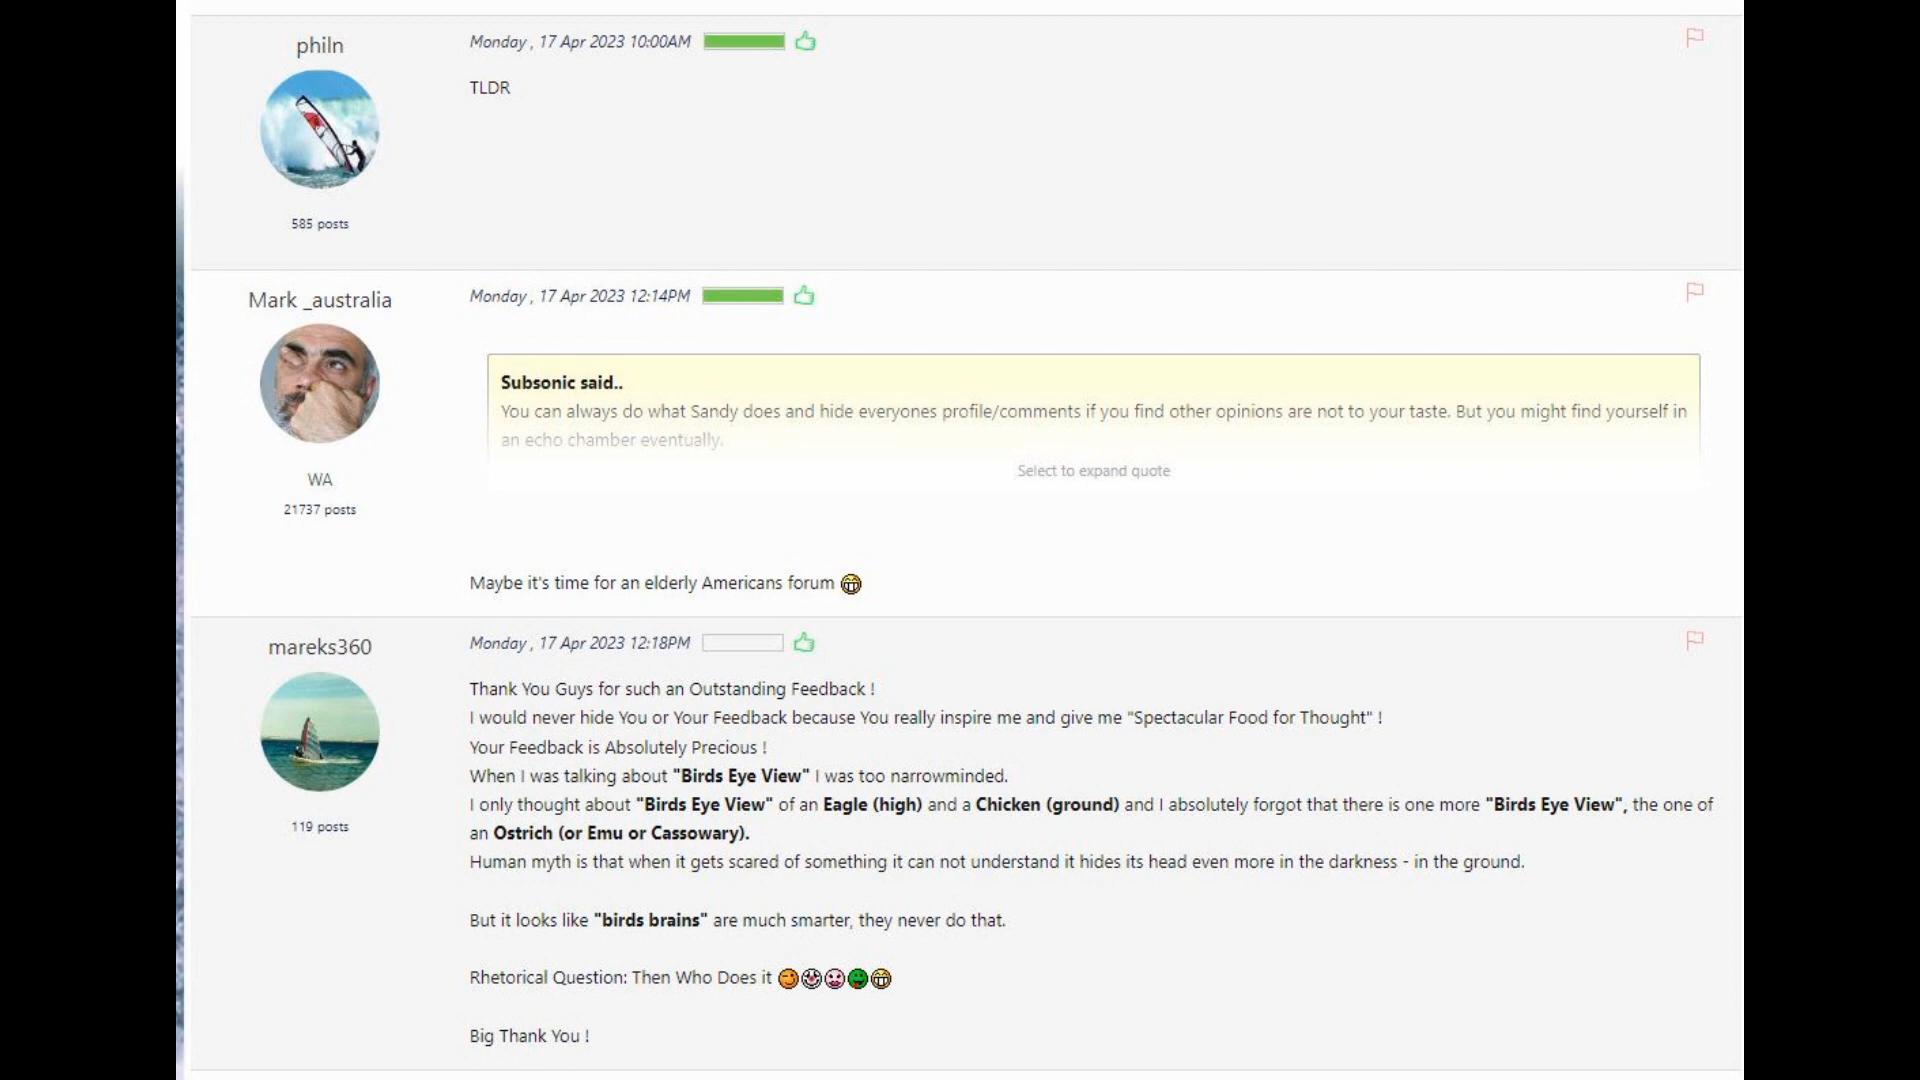 philn
Monday , 17 Apr 2023 10:00AM
TLDR
585 posts
Mark _australia
Monday , 17 Apr 2023 12:14PM
Subsonic said..
You can always do what Sandy does and hide everyones profile/comments if you find other opinions are not to your taste. But you might find yourself in
an echo chamber eventually.
Select to expand quote
WA
21737 posts
Maybe it's time for an elderly Americans forum
mareks360
Monday , 17 Apr 2023 12:18PM
Thank You Guys for such an Outstanding Feedback !
I would never hide You or Your Feedback because You really inspire me and give me "Spectacular Food for Thought" !
Your Feedback is Absolutely Precious !
When I was talking about "Birds Eye View" I was too narrowminded.
I only thought about "Birds Eye View" of an Eagle (high) and a Chicken (ground) and I absolutely forgot that there is one more "Birds Eye View", the one of
an Ostrich (or Emu or Cassowary).
119 posts
Human myth is that when it gets scared of something it can not understand it hides its head even more in the darkness - in the ground.
But it looks like "birds brains" are much smarter, they never do that.
Rhetorical Question: Then Who Does it
Big Thank You !